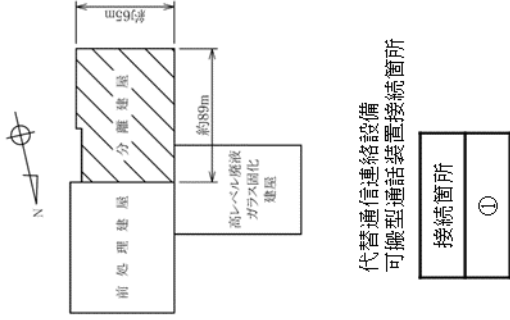 N
約65m
前処理建屋
分離建屋
約89m
高レベル廃液
ガラス固化
建屋
代替通信連絡設備
可搬型通話装置接続箇所
接続箇所
①